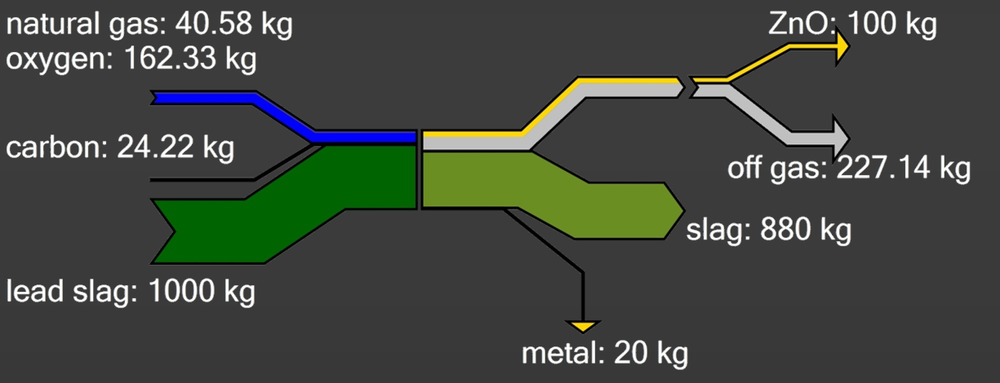 natural gas: 40.58 kg
oxygen: 162.33 kg
carbon: 24.22 kg
lead slag: 1000 kg
ZnO: 100 kg
off gas: 227.14 kg
slag: 880 kg
metal: 20 kg